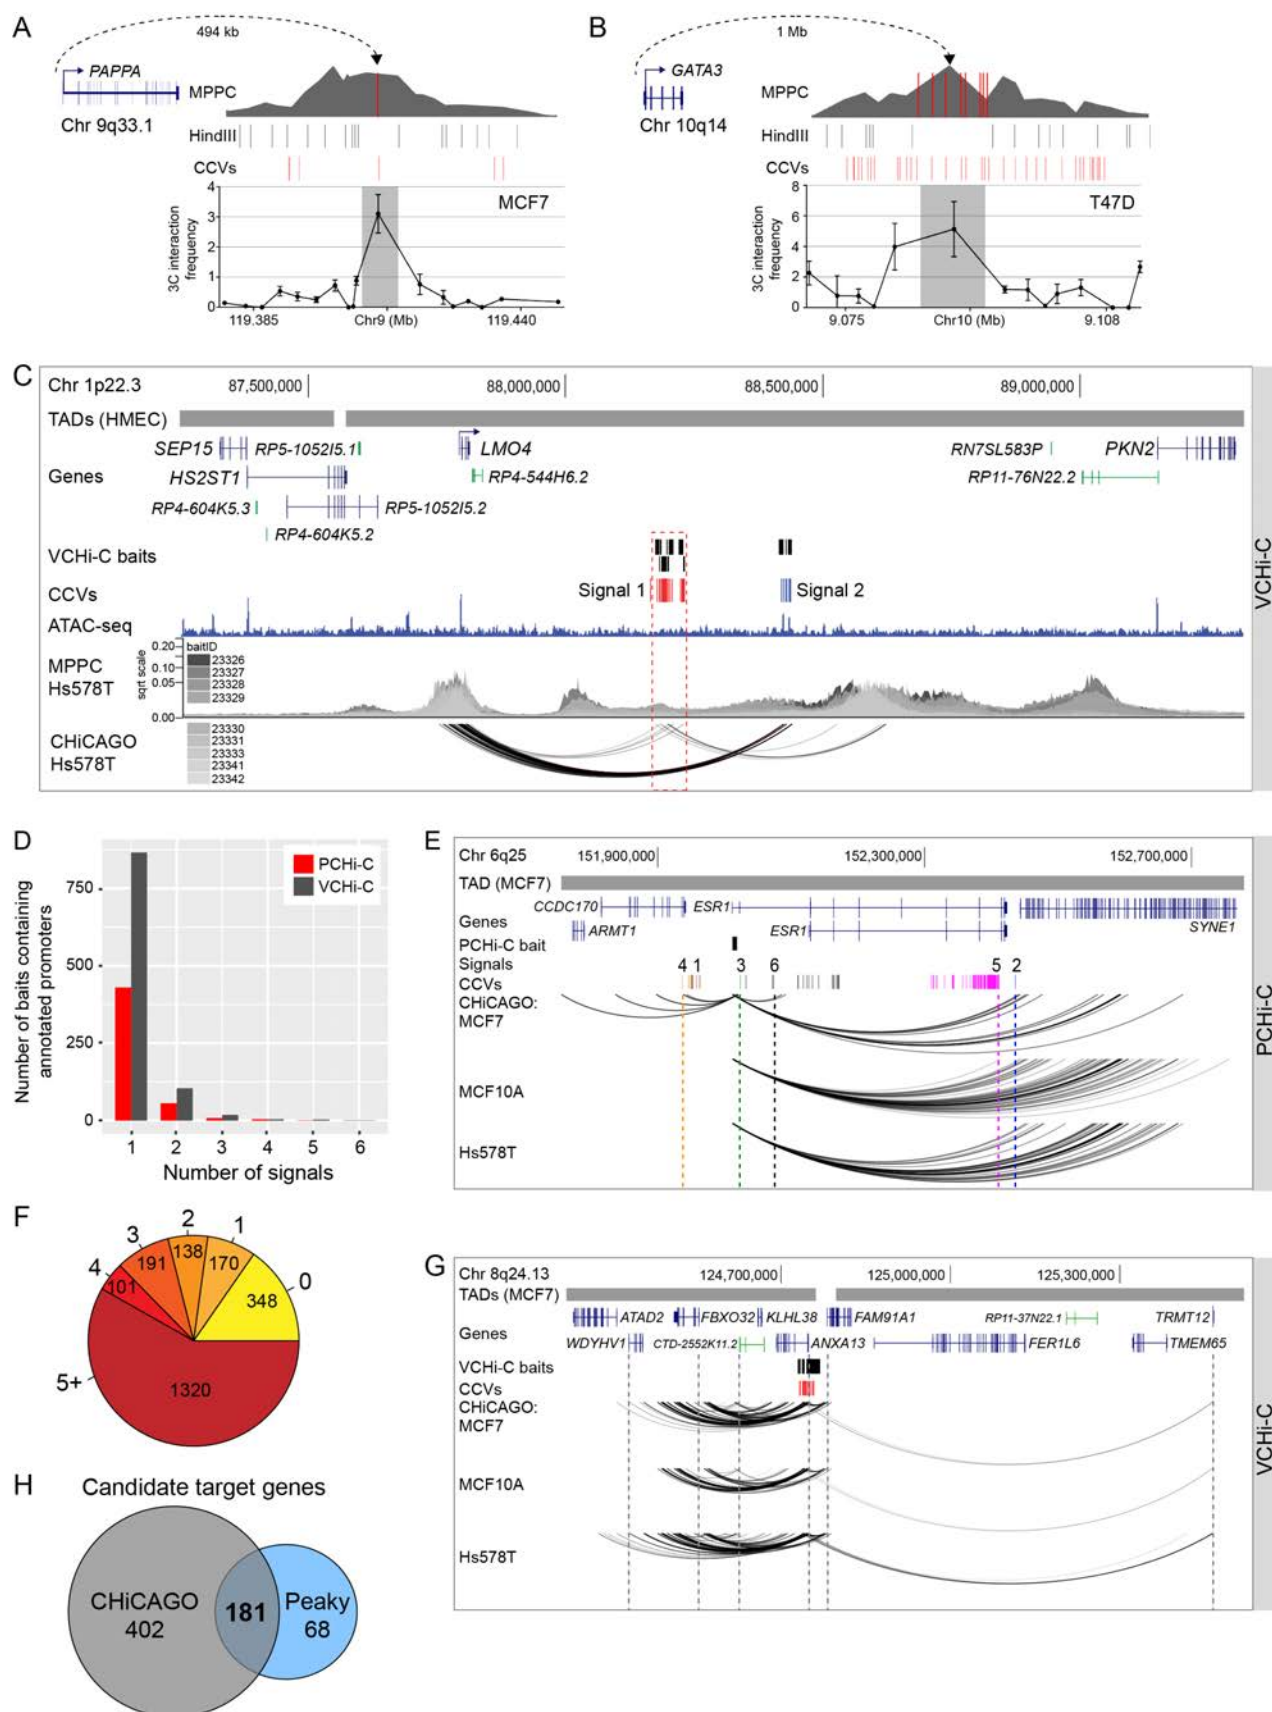 A
494 kb
PAPPA
MPPC
Chr 9q33.1
HindIII
CCVs
4
3
2
1
0
3C interaction
frequency
MCF7
119.385
Chr9 (Mb)
119.440
B
1 Mb
GATA3
MPPC
Chr 10q14
HindIII
CCVs
8
6
4
2
0
3C interaction
frequency
T47D
9.075
Chr10 (Mb)
9.108
C
Chr 1p22.3
87,500,000
88,000,000
88,500,000
89,000,000
TADs (HMEC)
SEP15
RP5-1052I5.1
LMO4
RN7SL583P
PKN2
Genes
HS2ST1
RP4-544H6.2
RP11-76N22.2
RP4-604K5.3
RP5-1052I5.2
RP4-604K5.2
VCHi-C baits
CCVs
Signal 1
Signal 2
ATAC-seq
MPPC
Hs578T
sqrt scale
0.20
0.10
0.05
0.00
baitID
23326
23327
23328
23329
CHiCAGO
Hs578T
23330
23331
23333
23341
23342
VCHi-C
D
Number of baits containing
annotated promoters
750
500
250
0
PCHi-C
VCHi-C
1 2 3 4 5 6
Number of signals
E
Chr 6q25
151,900,000
152,300,000
152,700,000
TAD (MCF7)
CCDC170
ESR1
Genes
ARMT1
ESR1
SYNE1
PCHi-C bait
Signals
4 1 3 6 5 2
CCVs
CHiCAGO:
MCF7
MCF10A
Hs578T
PCHi-C
F
0
1
2
3
4
5+
348
170
138
191
101
1320
G
Chr 8q24.13
124,700,000
125,000,000
125,300,000
TADs (MCF7)
ATAD2
FBXO32
KLHL38
FAM91A1
RP11-37N22.1
TRMT12
Genes
WDYHV1
CTD-2552K11.2
ANXA13
FER1L6
TMEM65
VCHi-C baits
CCVs
CHiCAGO:
MCF7
MCF10A
Hs578T
VCHi-C
H
Candidate target genes
CHiCAGO
402
181
Peaky
68